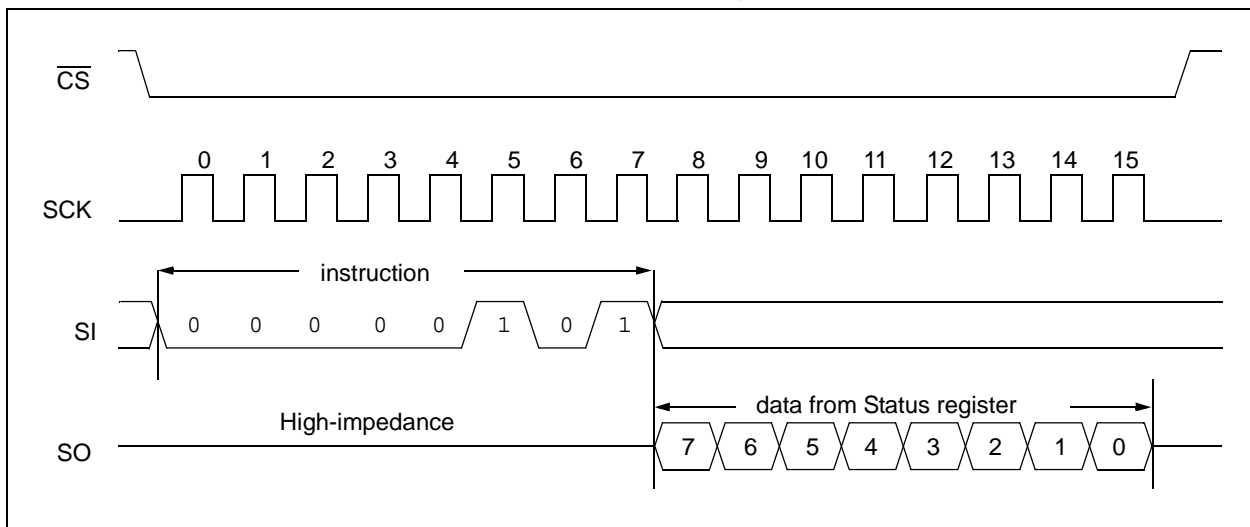 CS
0 1 2 3 4 5 6 7 8 9 10 11 12 13 14 15
SCK
instruction
SI 0 0 0 0 0 1 0 1
data from Status register
High-impedance
SO 7 6 5 4 3 2 1 0